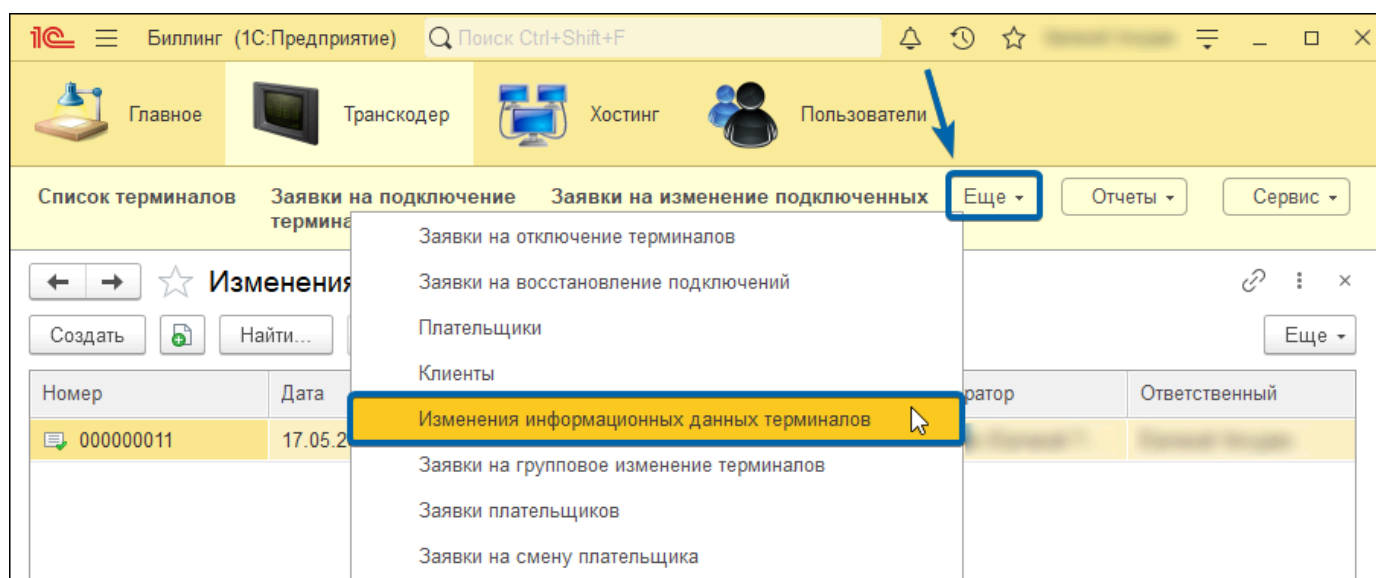 1С Биллинг (1С:Предприятие) Поиск Ctrl+Shift+F
Главное Транскодер Хостинг Пользователи
Список терминалов Заявки на подключение Заявки на изменение подключенных Еще Отчеты Сервис
Заявки на отключение терминалов
Изменения
Заявки на восстановление подключений
Создать Найти... Плательщики Еще
Клиенты
Номер Дата Ответственный
Изменения информационных данных терминалов
000000011 17.05.2
Заявки на групповое изменение терминалов
Заявки плательщиков
Заявки на смену плательщика